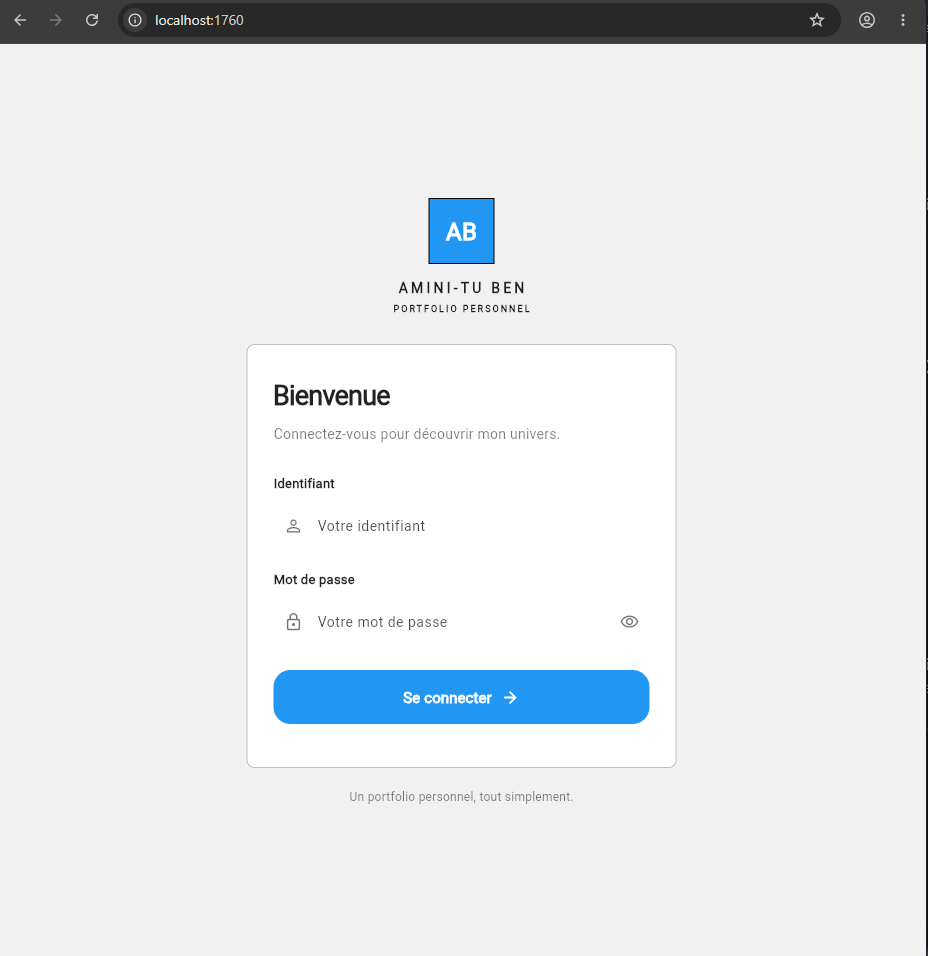 localhost:1760
AB
AMINI-TU BEN
PORTFOLIO PERSONNEL
Bienvenue
Connectez-vous pour découvrir mon univers.
Identifiant
Votre identifiant
Mot de passe
Votre mot de passe
Se connecter →
Un portfolio personnel, tout simplement.